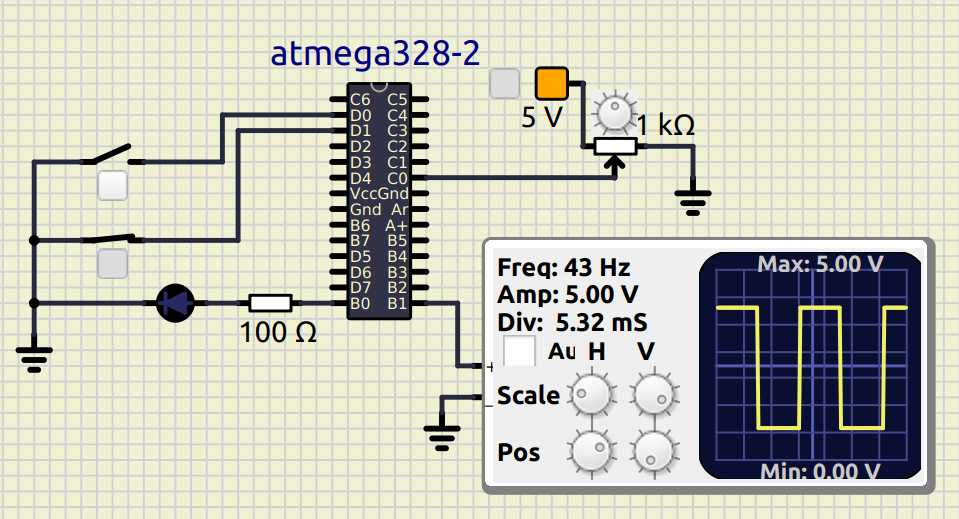 atmega328-2
C6 C5
D0 C4
D1 C3
D2 C2
D3 C1
D4 C0
VccGnd
Gnd Ar
B6 A+
B7 B5
D5 B4
D6 B3
D7 B2
B0 B1
5 V
1 kΩ
100 Ω
Freq: 43 Hz
Amp: 5.00 V
Div: 5.32 mS
Au H V
+
Scale
_
Pos
Max: 5.00 V
Min: 0.00 V